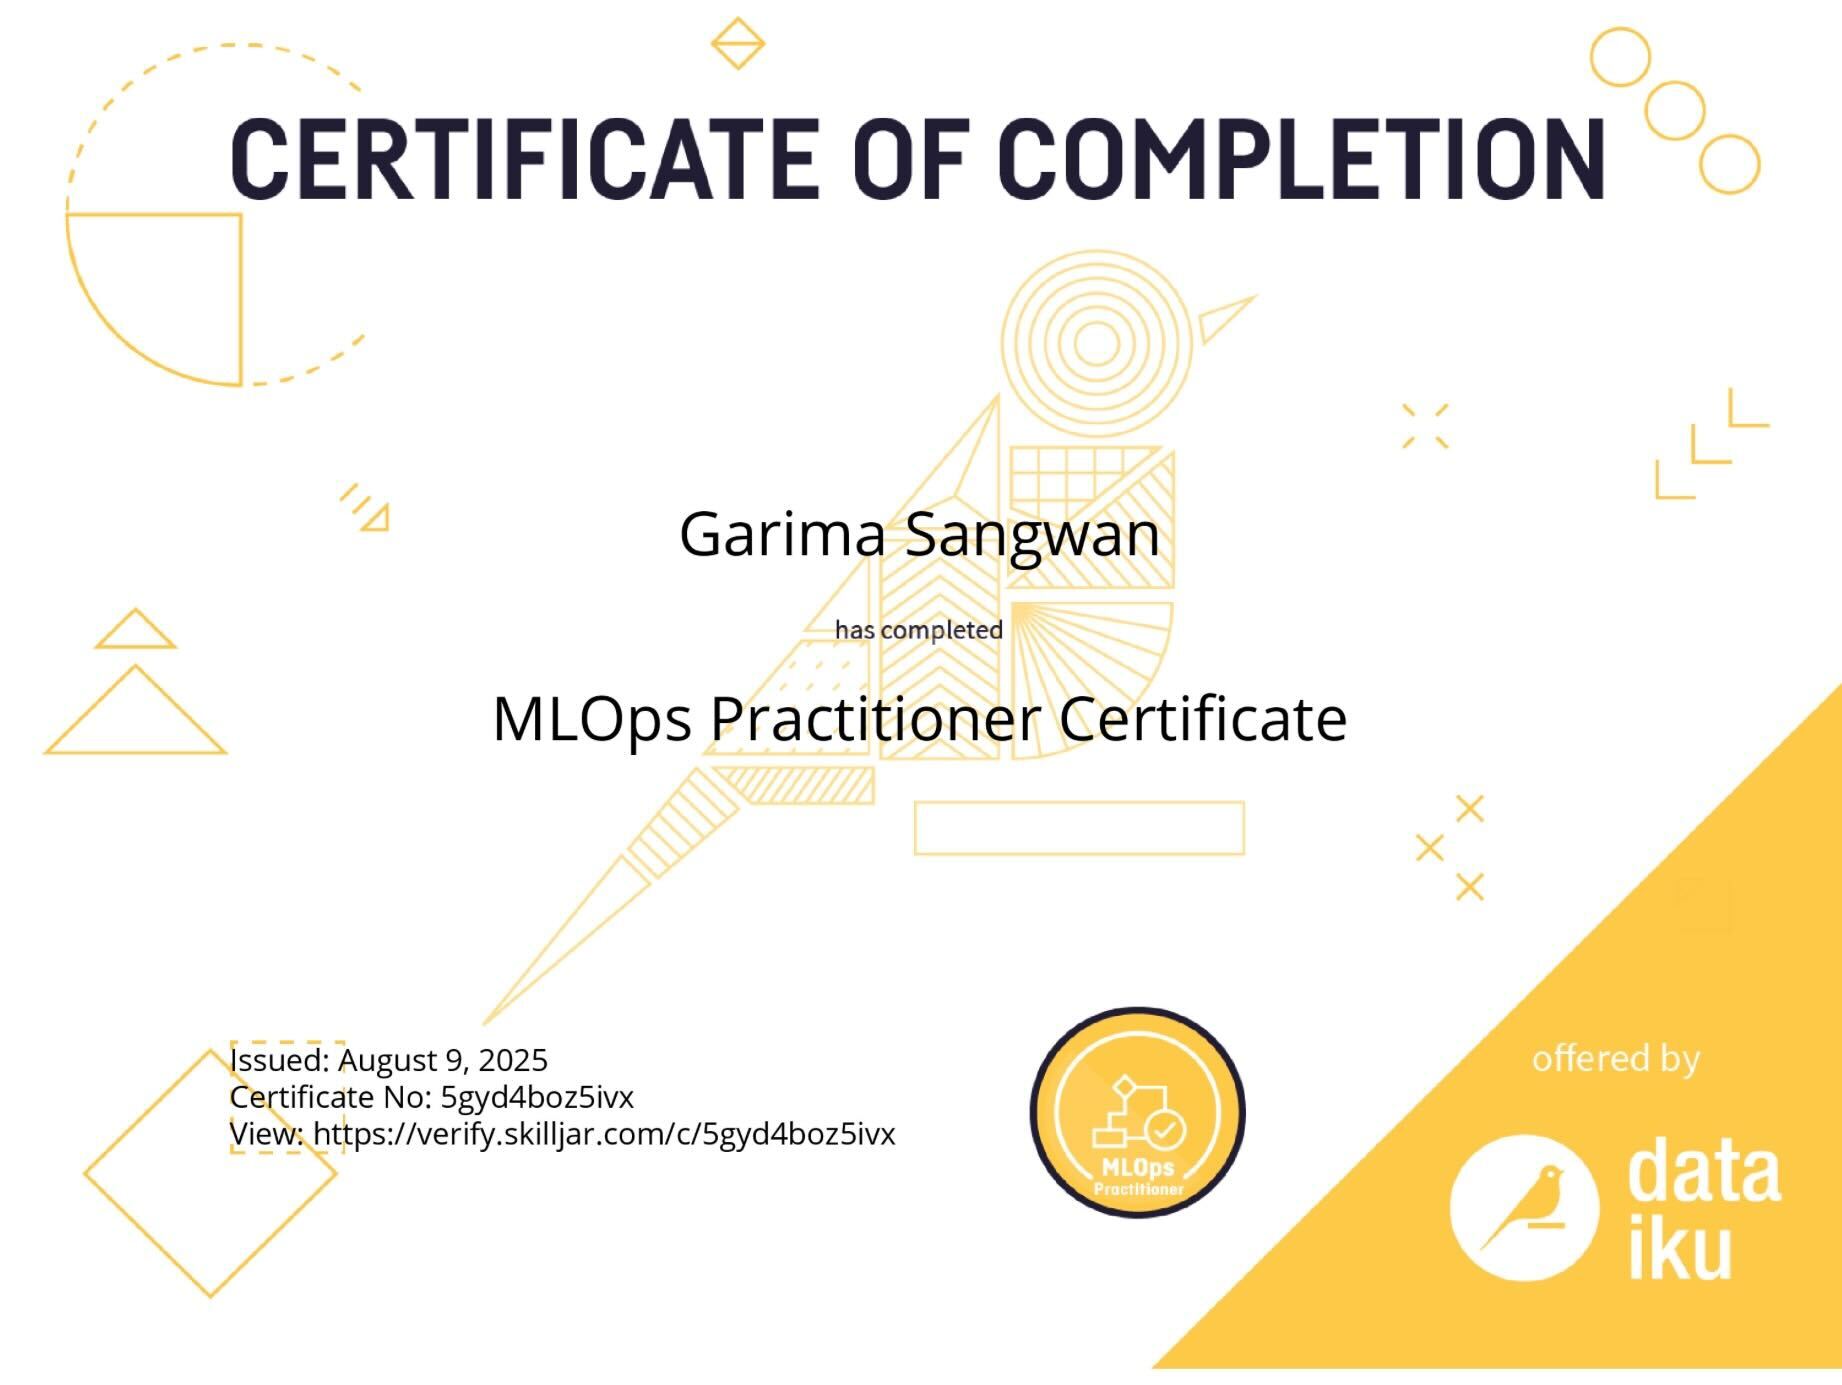 CERTIFICATE OF COMPLETION
Garima Sangwan
has completed
MLOps Practitioner Certificate
Issued: August 9, 2025
Certificate No: 5gyd4boz5ivx
View: https://verify.skilljar.com/c/5gyd4boz5ivx
MLOps
Practitioner
offered by
data
iku